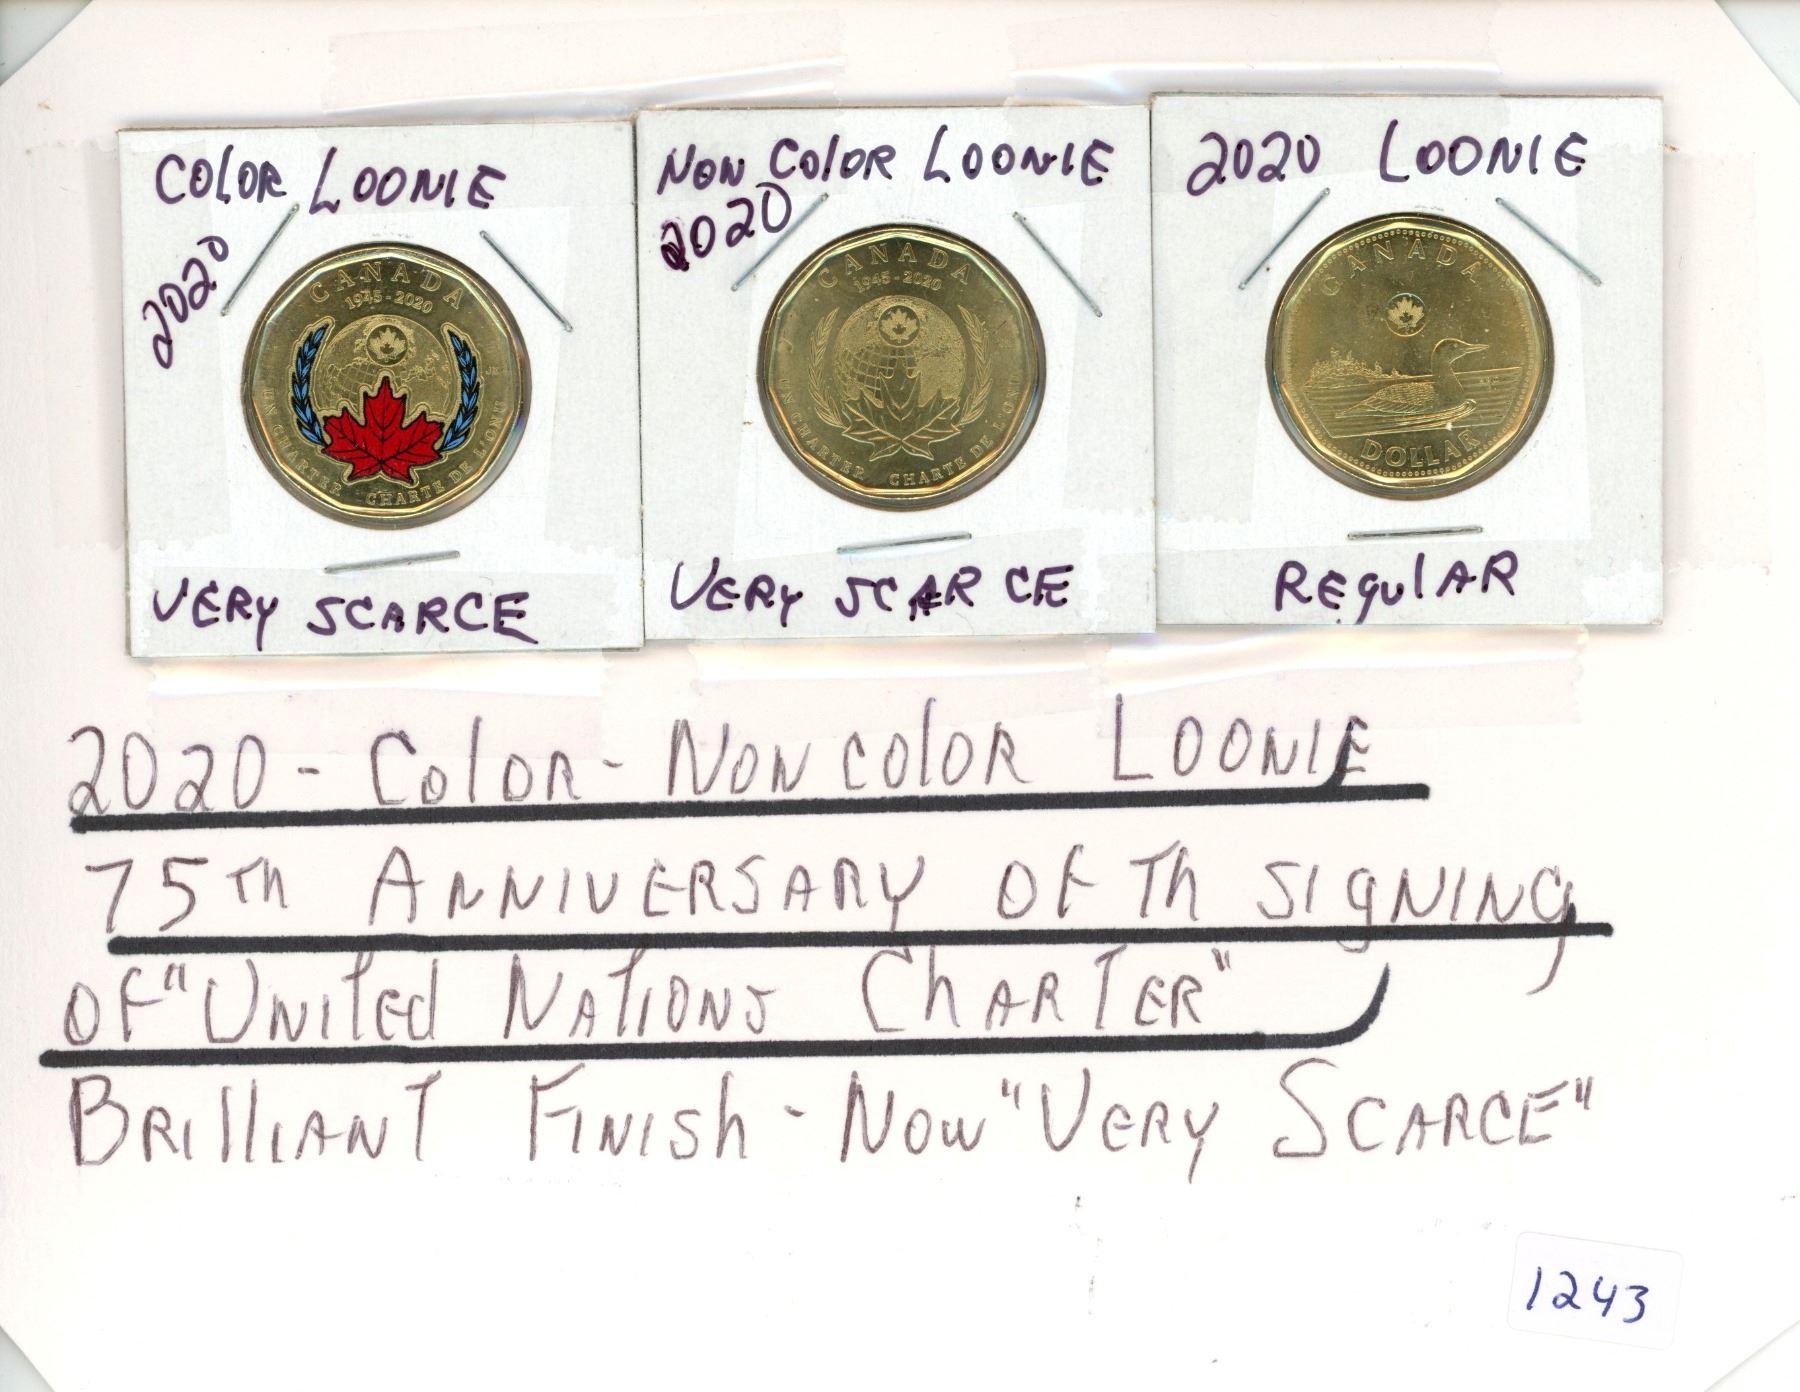 COLOR LOONIE
2020
CANADA
1945-2020
JH
UN CHARTER CHARTE DE L'ONU
VERY SCARCE
NON COLOR LOONIE
2020
CANADA
1945-2020
UN CHARTER CHARTE DE L'ONU
VERY SCARCE
2020 LOONIE
CANADA
DOLLAR
REGULAR
2020 - COLOR - NON COLOR LOONIE
75TH ANNIVERSARY OF TH SIGNING
OF "UNITED NATIONS CHARTER"
BRILLIANT FINISH - NOW "VERY SCARCE"
1243